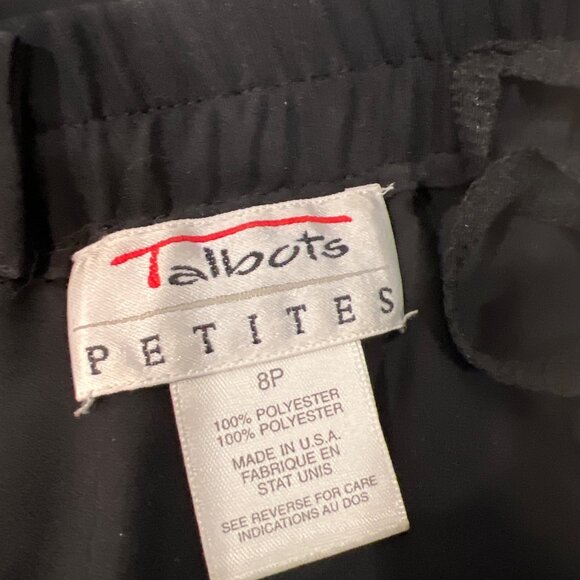 Talbots
PETITES
8P
100% POLYESTER
100% POLYESTER
MADE IN U.S.A.
FABRIQUE EN
STAT UNIS
SEE REVERSE FOR CARE
INDICATIONS AU DOS